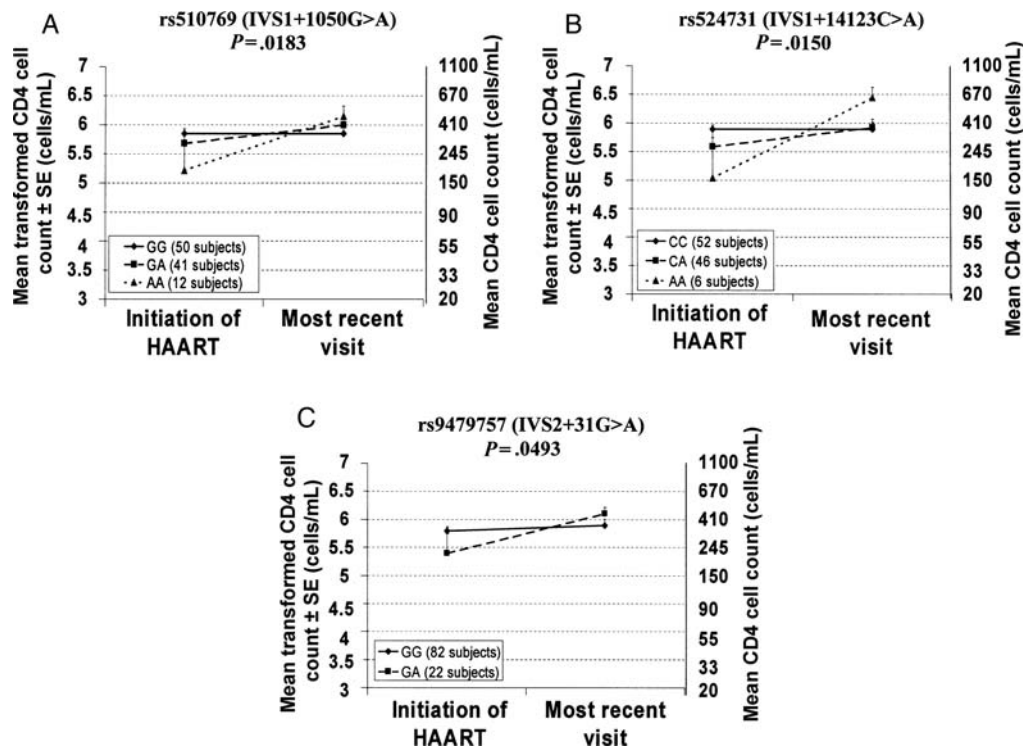 A
rs510769 (IVS1+1050G>A)
P=.0183
Mean transformed CD4 cell
count ± SE (cells/mL)
7
6.5
6
5.5
5
4.5
4
3.5
3
1100
670
410
245
150
90
55
33
20
Mean CD4 cell count (cells/mL)
GG (50 subjects)
GA (41 subjects)
AA (12 subjects)
Initiation of
HAART
Most recent
visit
B
rs524731 (IVS1+14123C>A)
P=.0150
Mean transformed CD4 cell
count ± SE (cells/mL)
7
6.5
6
5.5
5
4.5
4
3.5
3
1100
670
410
245
150
90
55
33
20
Mean CD4 cell count (cells/mL)
CC (52 subjects)
CA (46 subjects)
AA (6 subjects)
Initiation of
HAART
Most recent
visit
C
rs9479757 (IVS2+31G>A)
P=.0493
Mean transformed CD4 cell
count ± SE (cells/mL)
7
6.5
6
5.5
5
4.5
4
3.5
3
1100
670
410
245
150
90
55
33
20
Mean CD4 cell count (cells/mL)
GG (82 subjects)
GA (22 subjects)
Initiation of
HAART
Most recent
visit